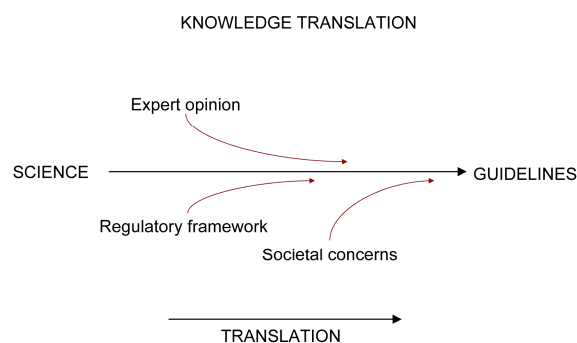 KNOWLEDGE TRANSLATION
Expert opinion
SCIENCE
GUIDELINES
Regulatory framework
Societal concerns
TRANSLATION